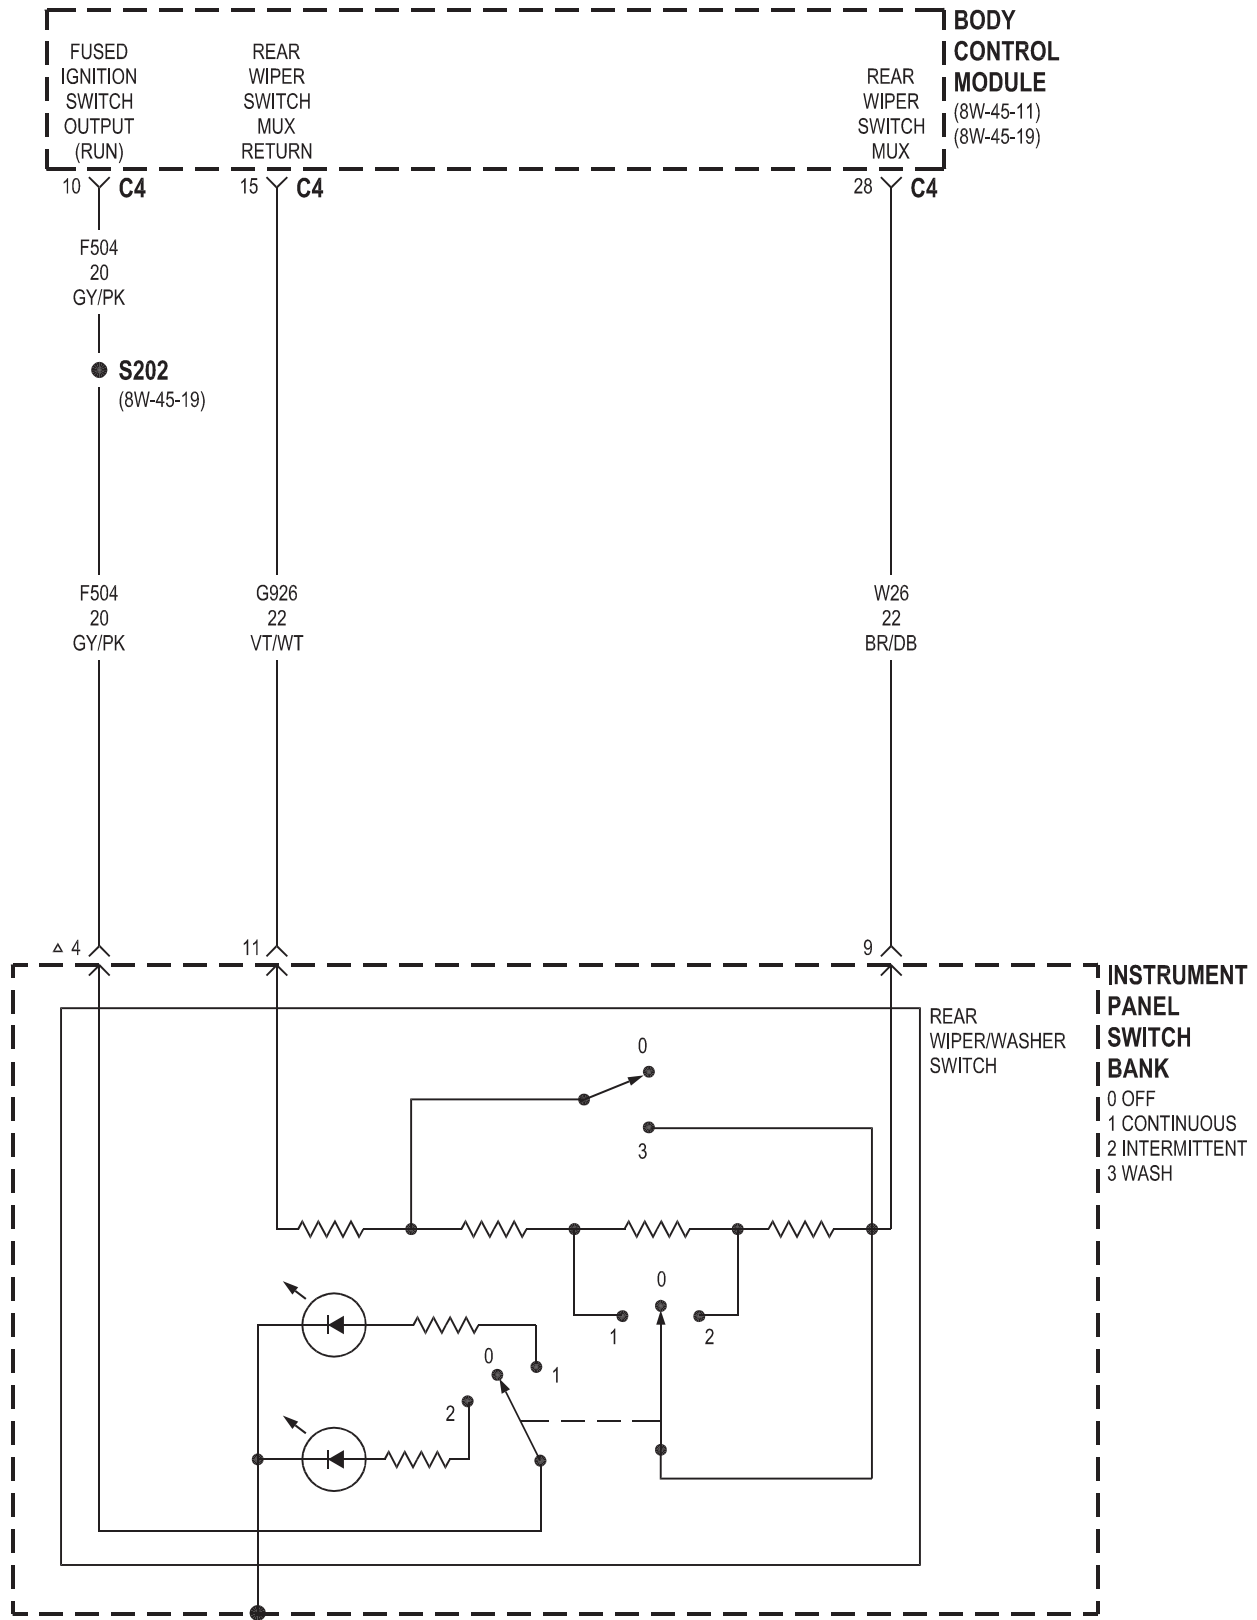 BODY
CONTROL
MODULE
(8W-45-11)
(8W-45-19)
FUSED
IGNITION
SWITCH
OUTPUT
(RUN)
REAR
WIPER
SWITCH
MUX
RETURN
REAR
WIPER
SWITCH
MUX
10 C4
15 C4
28 C4
F504
20
GY/PK
S202
(8W-45-19)
F504
20
GY/PK
G926
22
VT/WT
W26
22
BR/DB
△ 4
11
9
INSTRUMENT
PANEL
SWITCH
BANK
0 OFF
1 CONTINUOUS
2 INTERMITTENT
3 WASH
REAR
WIPER/WASHER
SWITCH
0
3
0
1
2
0
1
2